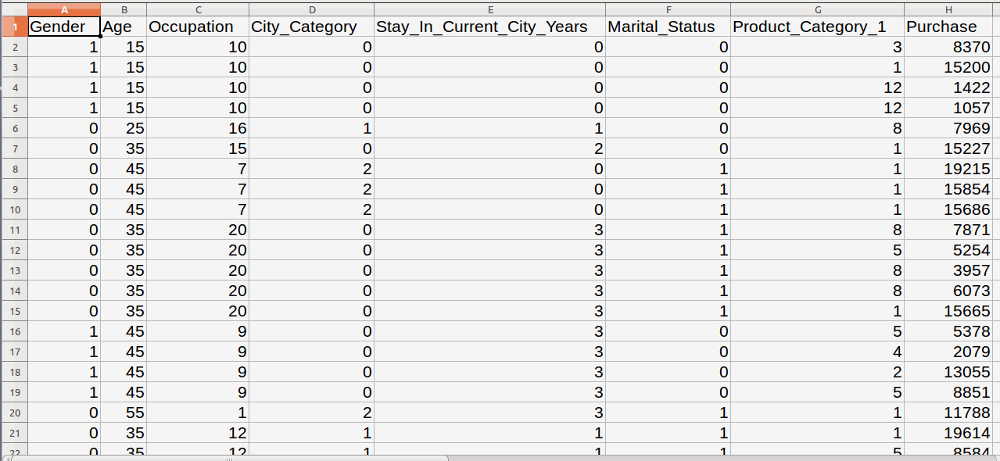 A B C D E F G H
1 Gender Age Occupation City_Category Stay_In_Current_City_Years Marital_Status Product_Category_1 Purchase
2 1 15 10 0 0 0 3 8370
3 1 15 10 0 0 0 1 15200
4 1 15 10 0 0 0 12 1422
5 1 15 10 0 0 0 12 1057
6 0 25 16 1 1 0 8 7969
7 0 35 15 0 2 0 1 15227
8 0 45 7 2 0 1 1 19215
9 0 45 7 2 0 1 1 15854
10 0 45 7 2 0 1 1 15686
11 0 35 20 0 3 1 8 7871
12 0 35 20 0 3 1 5 5254
13 0 35 20 0 3 1 8 3957
14 0 35 20 0 3 1 8 6073
15 0 35 20 0 3 1 1 15665
16 1 45 9 0 3 0 5 5378
17 1 45 9 0 3 0 4 2079
18 1 45 9 0 3 0 2 13055
19 1 45 9 0 3 0 5 8851
20 0 55 1 2 3 1 1 11788
21 0 35 12 1 1 1 1 19614
22 0 35 12 1 1 1 5 8584